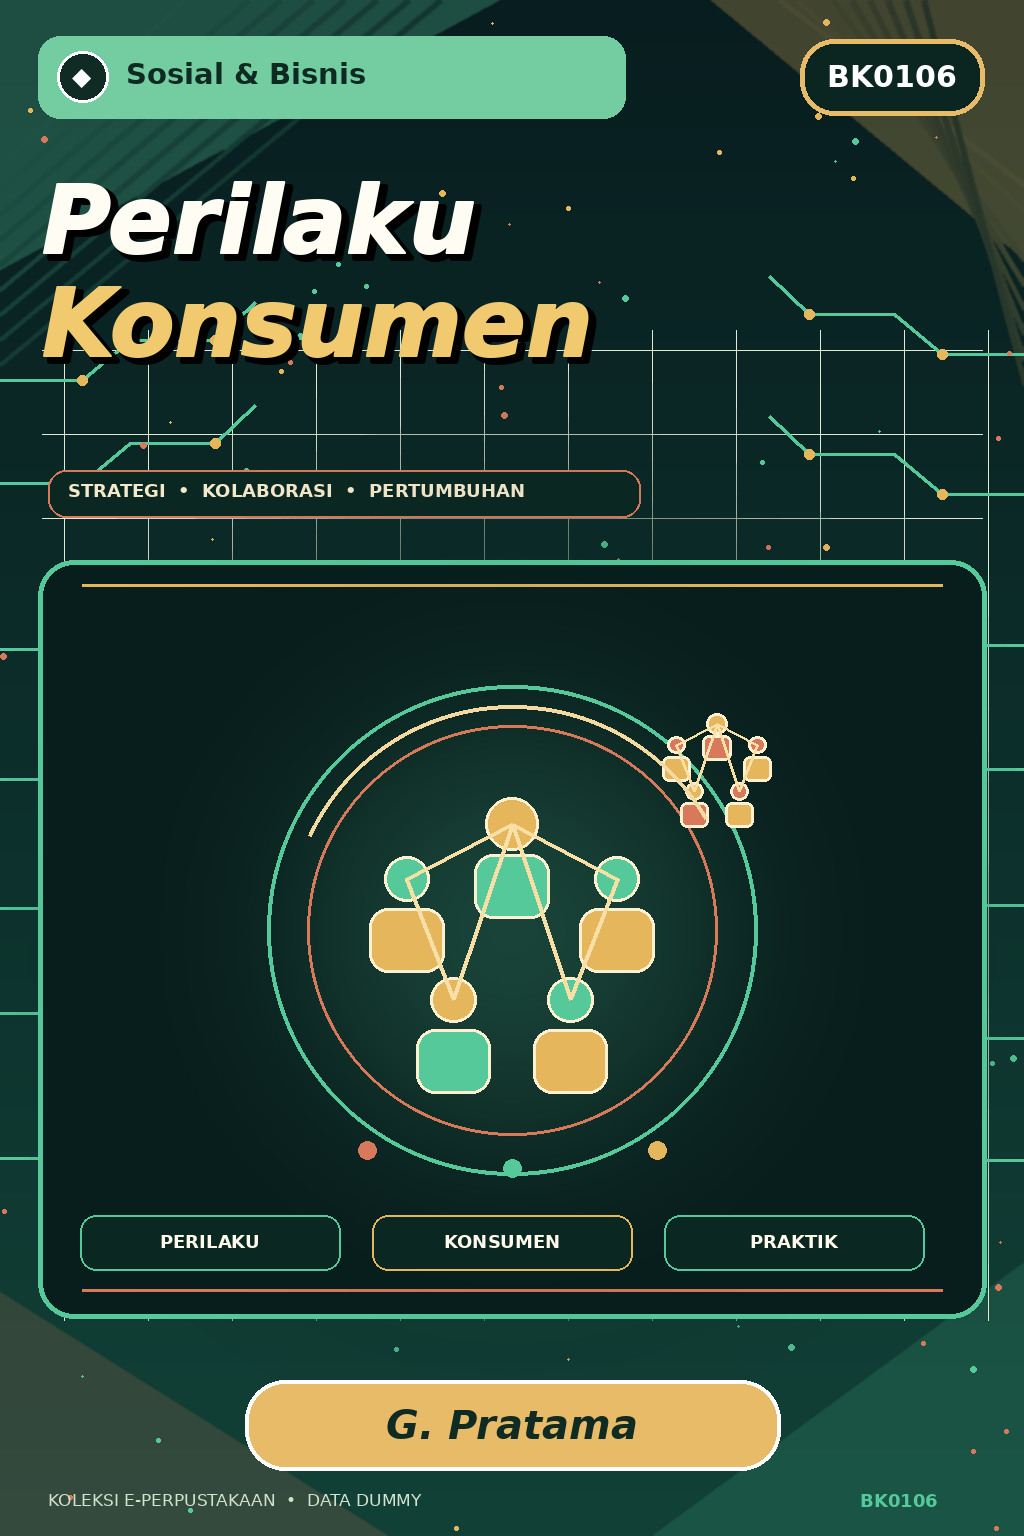 Sosial & Bisnis
BK0106
Perilaku
Konsumen
STRATEGI • KOLABORASI • PERTUMBUHAN
PERILAKU
KONSUMEN
PRAKTIK
G. Pratama
KOLEKSI E-PERPUSTAKAAN • DATA DUMMY
BK0106